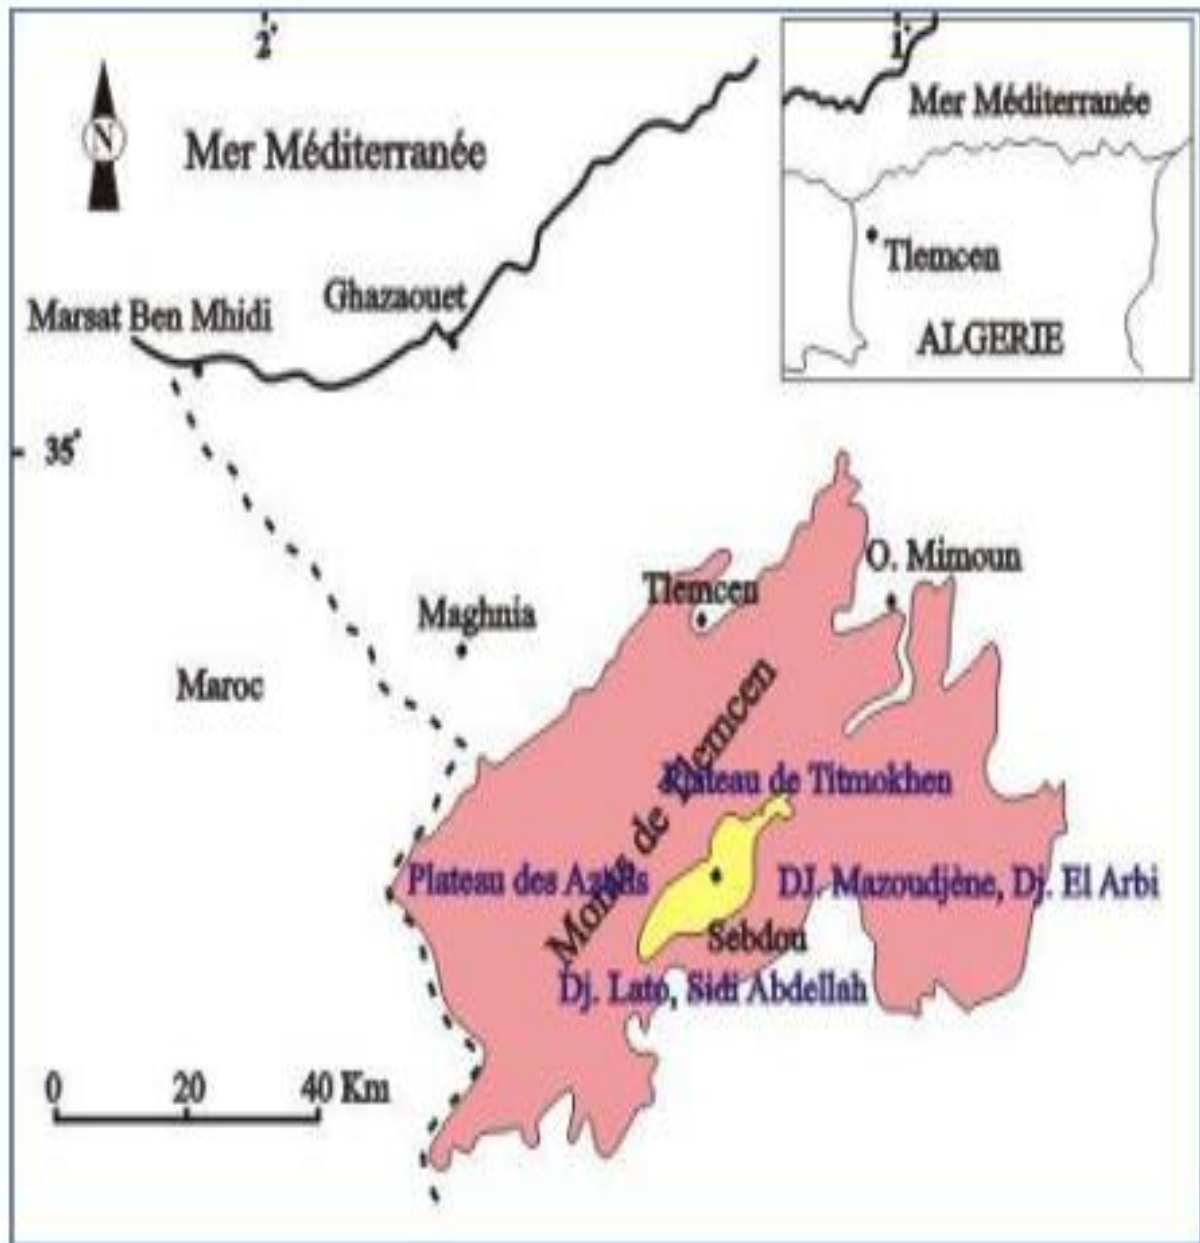 2°
1°
N
Mer Méditerranée
Mer Méditerranée
Tlemcen
ALGERIE
Ghazaouet
Marsat Ben Mhidi
35°
O. Mimoun
Tlemcen
Maghnia
Maroc
Monts de Tlemcen
Plateau de Titmokhen
Plateau des Azaïls
DJ. Mazoudjène, Dj. El Arbi
Sebdou
Dj. Lato, Sidi Abdellah
0 20 40 Km